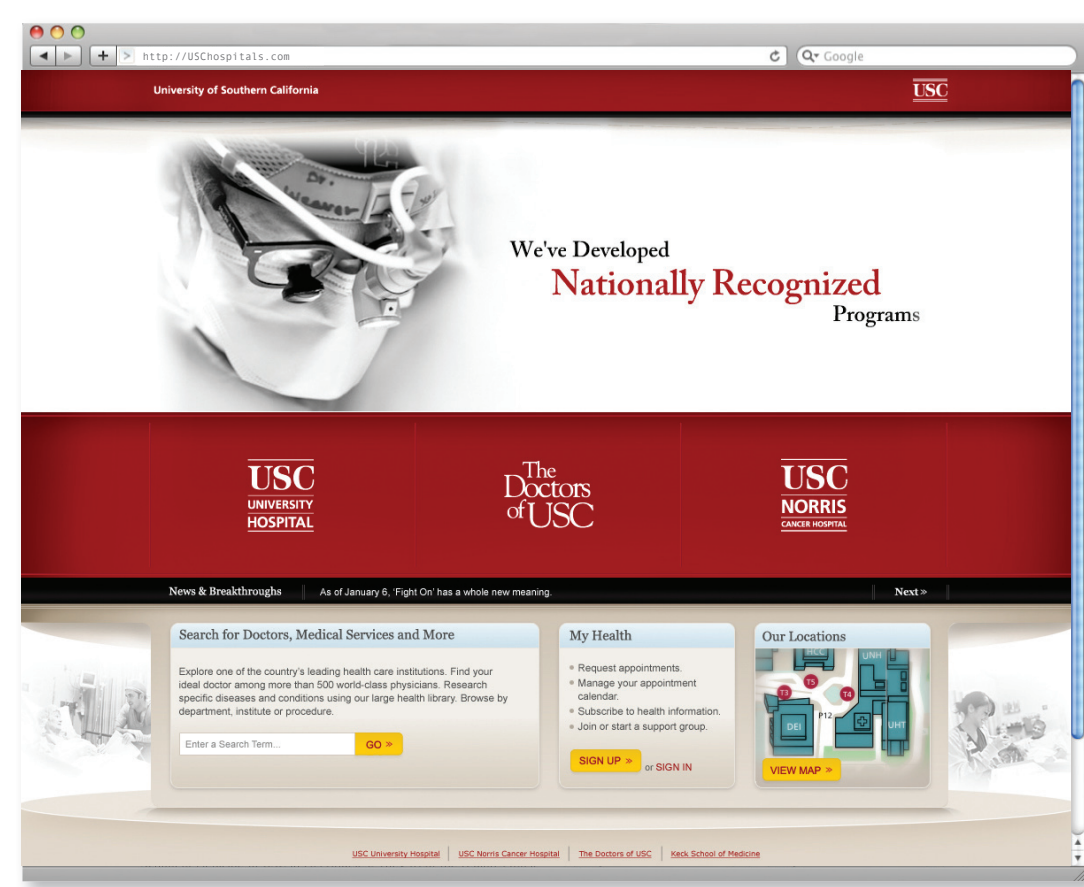 http://USChospitals.com
Google
University of Southern California
USC
Dr.
Weaver
We've Developed
Nationally Recognized
Programs
USC
UNIVERSITY
HOSPITAL
The
Doctors
of USC
USC
NORRIS
CANCER HOSPITAL
News & Breakthroughs
As of January 6, 'Fight On' has a whole new meaning.
Next »
Search for Doctors, Medical Services and More
Explore one of the country's leading health care institutions. Find your
ideal doctor among more than 500 world-class physicians. Research
specific diseases and conditions using our large health library. Browse by
department, institute or procedure.
Enter a Search Term...
GO »
My Health
Request appointments.
Manage your appointment
calendar.
Subscribe to health information.
Join or start a support group.
SIGN UP »
or SIGN IN
Our Locations
HCC
UNH
T5
T3
T4
P12
DEI
UHT
VIEW MAP »
USC University Hospital
USC Norris Cancer Hospital
The Doctors of USC
Keck School of Medicine